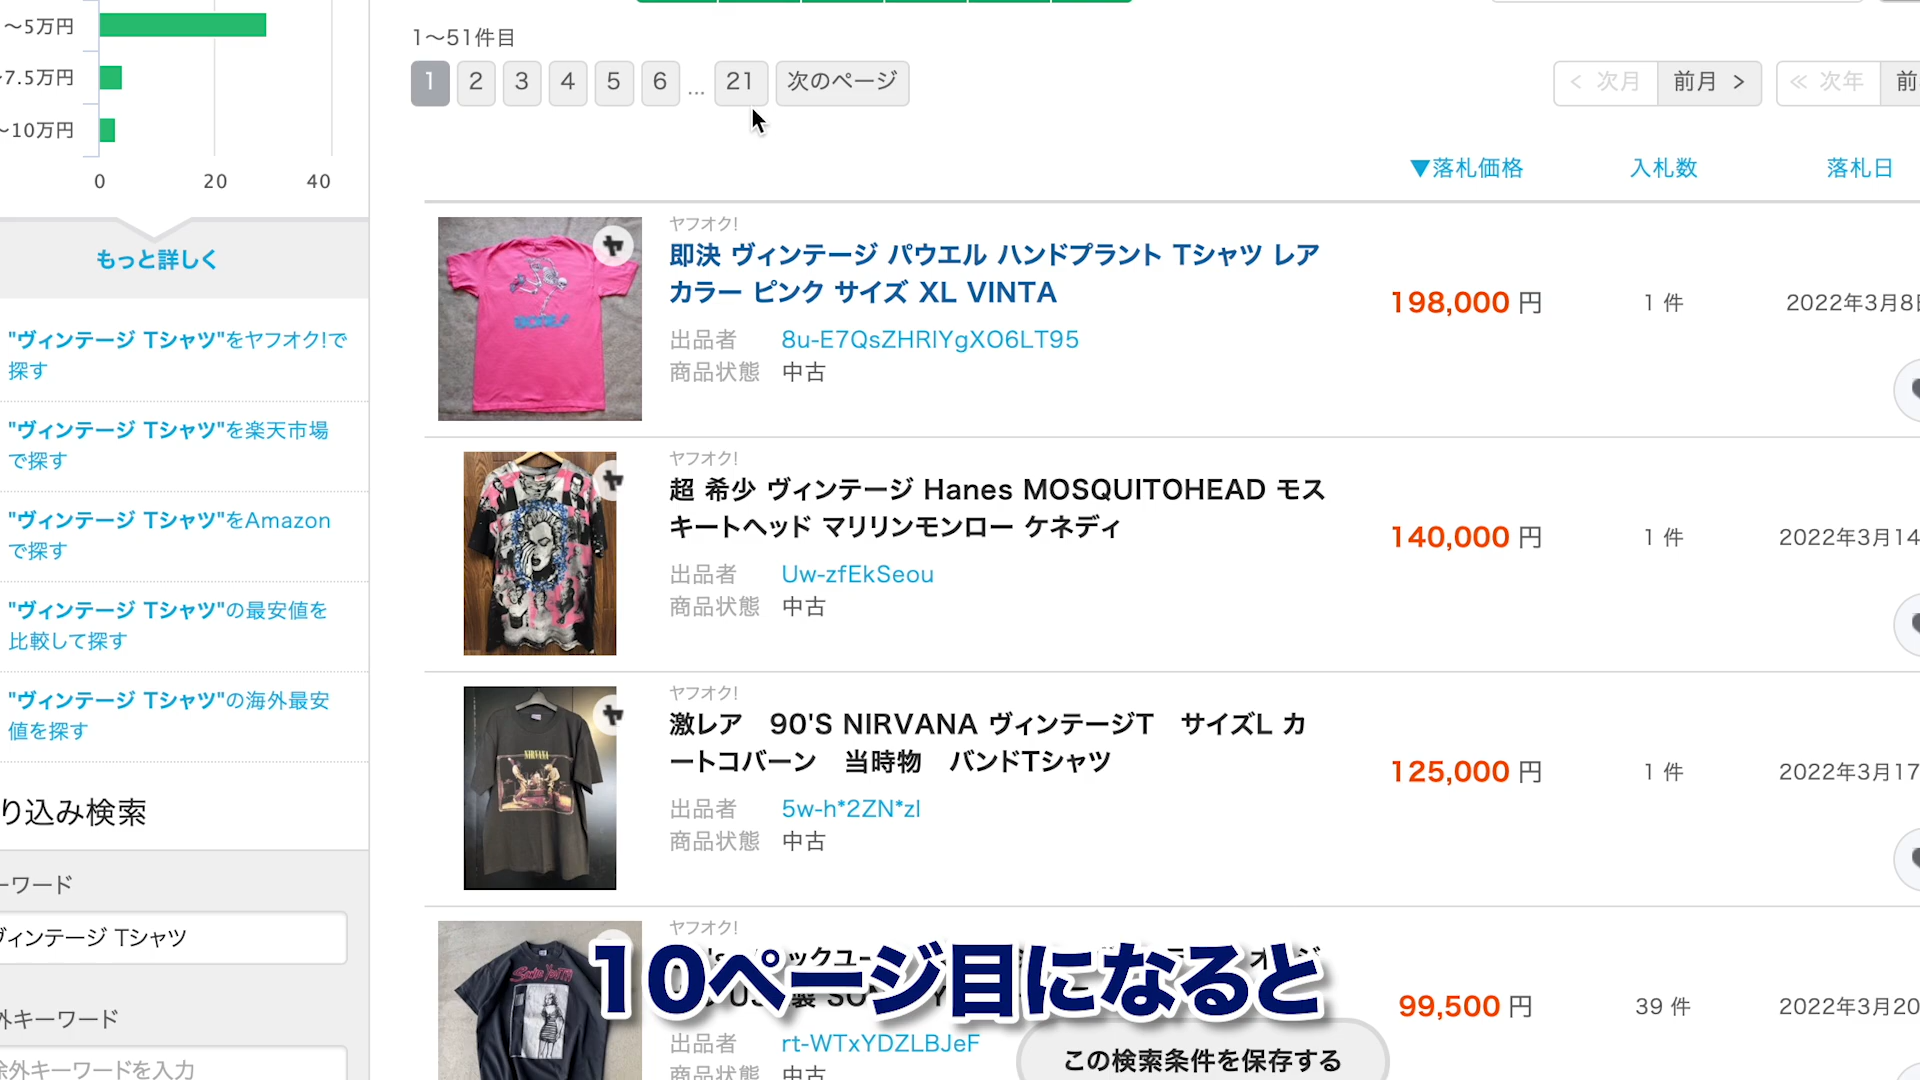 ～5万円
7.5万円
10万円
0 20 40
もっと詳しく
"ヴィンテージ Tシャツ"をヤフオク!で
探す
"ヴィンテージ Tシャツ"を楽天市場
で探す
"ヴィンテージ Tシャツ"をAmazon
で探す
"ヴィンテージ Tシャツ"の最安値を
比較して探す
"ヴィンテージ Tシャツ"の海外最安
値を探す
り込み検索
ーワード
ヴィンテージ Tシャツ
外キーワード
除外キーワードを入力
1～51件目
1 2 3 4 5 6 ... 21 次のページ
< 次月 前月 > ≪ 次年 前
▼落札価格 入札数 落札日
ヤフオク!
即決 ヴィンテージ パウエル ハンドプラント Tシャツ レア
カラー ピンク サイズ XL VINTA
出品者 8u-E7QsZHRlYgXO6LT95
商品状態 中古
198,000 円 1 件 2022年3月8日
ヤ
ヤフオク!
超 希少 ヴィンテージ Hanes MOSQUITOHEAD モス
キートヘッド マリリンモンロー ケネディ
出品者 Uw-zfEkSeou
商品状態 中古
140,000 円 1 件 2022年3月14
ヤ
ヤフオク!
激レア 90'S NIRVANA ヴィンテージT サイズL カ
ートコバーン 当時物 バンドTシャツ
出品者 5w-h*2ZN*zl
商品状態 中古
125,000 円 1 件 2022年3月17
ヤ
NIRVANA
ヤフオク!
出品者 rt-WTxYDZLBJeF
商品状態 中古
99,500 円 39 件 2022年3月20
10ページ目になると
この検索条件を保存する